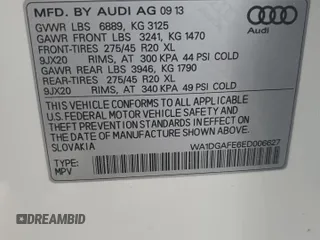 MFD. BY AUDI AG 09 13
GVWR LBS 6889, KG 3125
GAWR FRONT LBS 3241, KG 1470
FRONT-TIRES 275/45 R20 XL
9JX20 RIMS, AT 300 KPA 44 PSI COLD
GAWR REAR LBS 3946, KG 1790
REAR-TIRES 275/45 R20 XL
9JX20 RIMS, AT 340 KPA 49 PSI COLD
THIS VEHICLE CONFORMS TO ALL APPLICABLE
U.S. FEDERAL MOTOR VEHICLE SAFETY STANDARDS IN EFFECT ON
THE DATE OF MANUFACTURE SHOWN ABOVE.
SLOVAKIA
WA1DGAFE6ED006627
TYPE:
MPV
Audi
DREAMBID